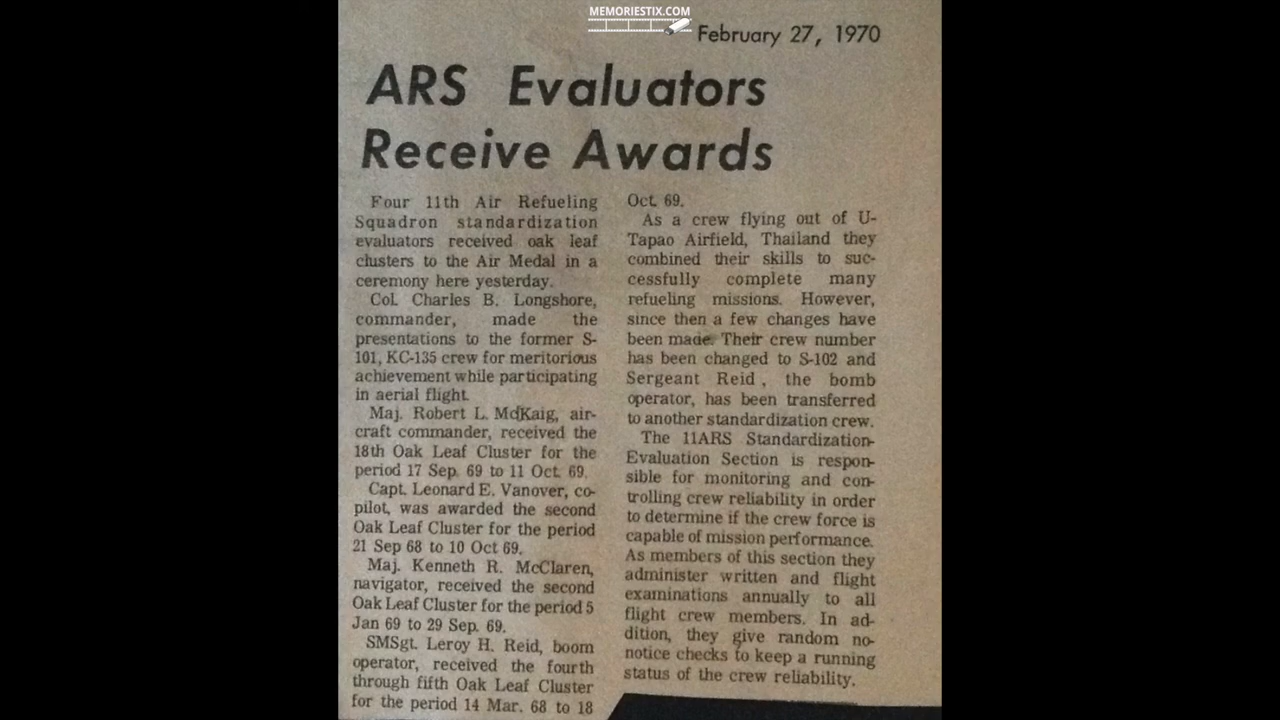 MEMORIESTIX.COM
February 27, 1970
ARS Evaluators
Receive Awards
Four 11th Air Refueling
Squadron standardization
evaluators received oak leaf
clusters to the Air Medal in a
ceremony here yesterday.
Col. Charles B. Longshore,
commander, made the
presentations to the former S-
101, KC-135 crew for meritorious
achievement while participating
in aerial flight.
Maj. Robert L. McKaig, air-
craft commander, received the
18th Oak Leaf Cluster for the
period 17 Sep. 69 to 11 Oct. 69.
Capt. Leonard E. Vanover, co-
pilot, was awarded the second
Oak Leaf Cluster for the period
21 Sep 68 to 10 Oct 69.
Maj. Kenneth R. McClaren,
navigator, received the second
Oak Leaf Cluster for the period 5
Jan 69 to 29 Sep. 69.
SMSgt. Leroy H. Reid, boom
operator, received the fourth
through fifth Oak Leaf Cluster
for the period 14 Mar. 68 to 18
Oct. 69.
As a crew flying out of U-
Tapao Airfield, Thailand they
combined their skills to suc-
cessfully complete many
refueling missions. However,
since then a few changes have
been made. Their crew number
has been changed to S-102 and
Sergeant Reid, the bomb
operator, has been transferred
to another standardization crew.
The 11ARS Standardization-
Evaluation Section is respon-
sible for monitoring and con-
trolling crew reliability in order
to determine if the crew force is
capable of mission performance.
As members of this section they
administer written and flight
examinations annually to all
flight crew members. In ad-
dition, they give random no-
notice checks to keep a running
status of the crew reliability.